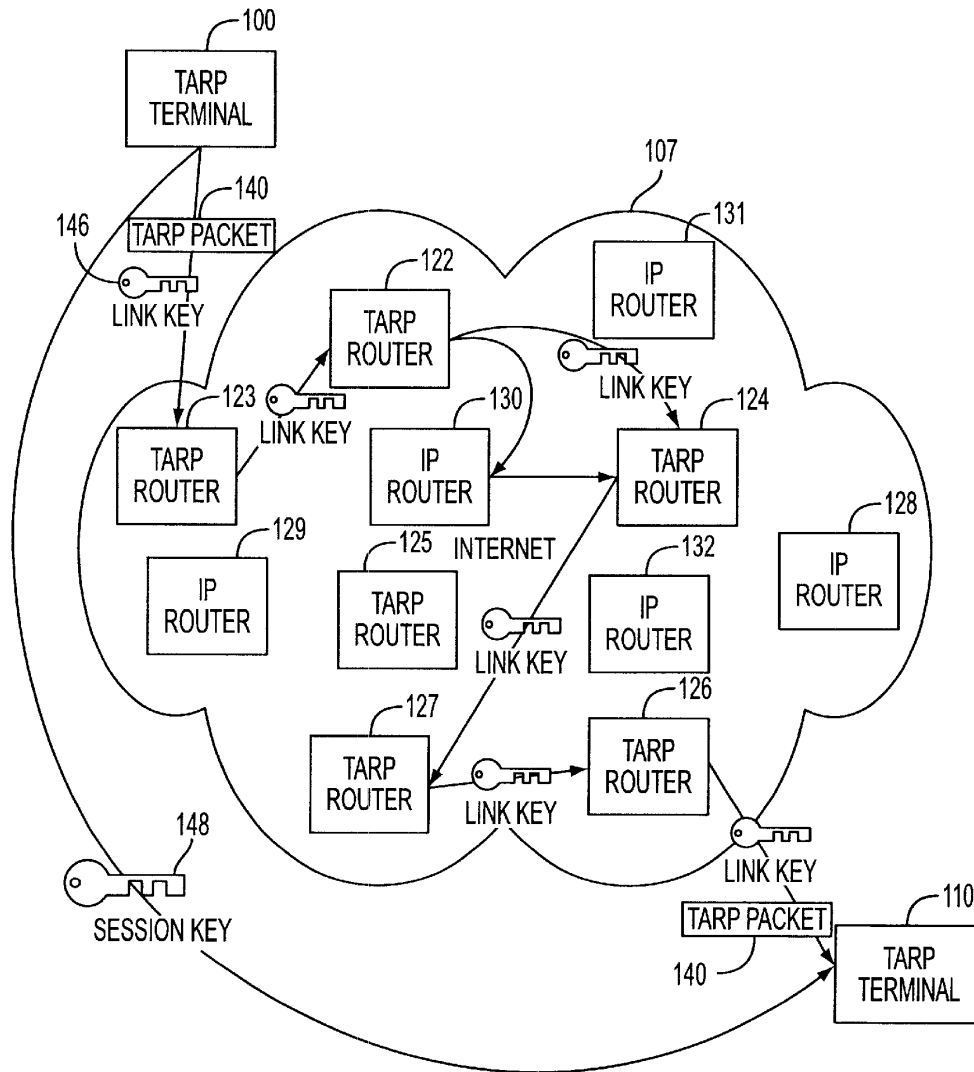 100
TARP
TERMINAL
140
TARP PACKET
146
LINK KEY
107
131
IP
ROUTER
122
TARP
ROUTER
LINK KEY
123
TARP
ROUTER
LINK KEY
130
IP
ROUTER
124
TARP
ROUTER
128
IP
ROUTER
129
IP
ROUTER
INTERNET
125
TARP
ROUTER
132
IP
ROUTER
LINK KEY
127
TARP
ROUTER
126
TARP
ROUTER
LINK KEY
LINK KEY
148
SESSION KEY
TARP PACKET
140
110
TARP
TERMINAL